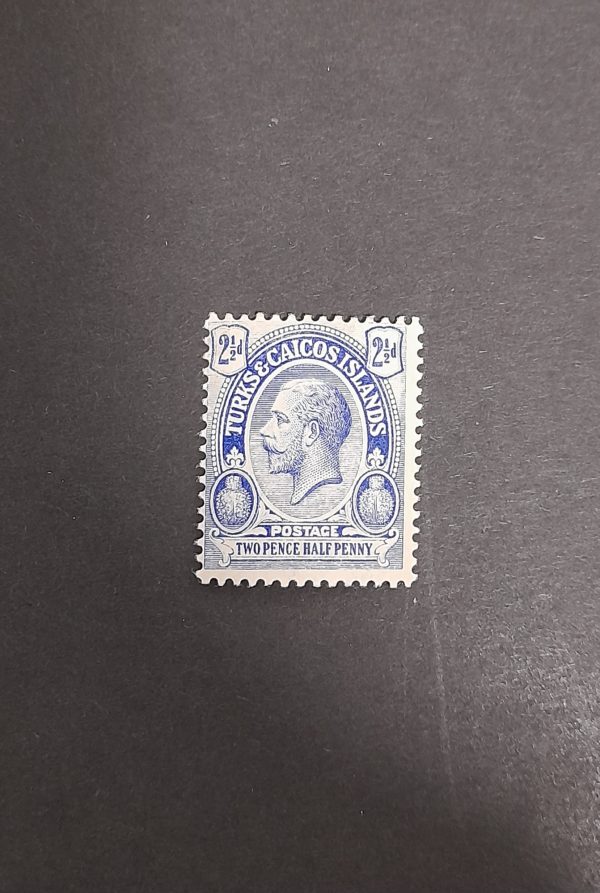 2½d 2½d
TURKS & CAICOS ISLANDS
POSTAGE
TWO PENCE HALF PENNY